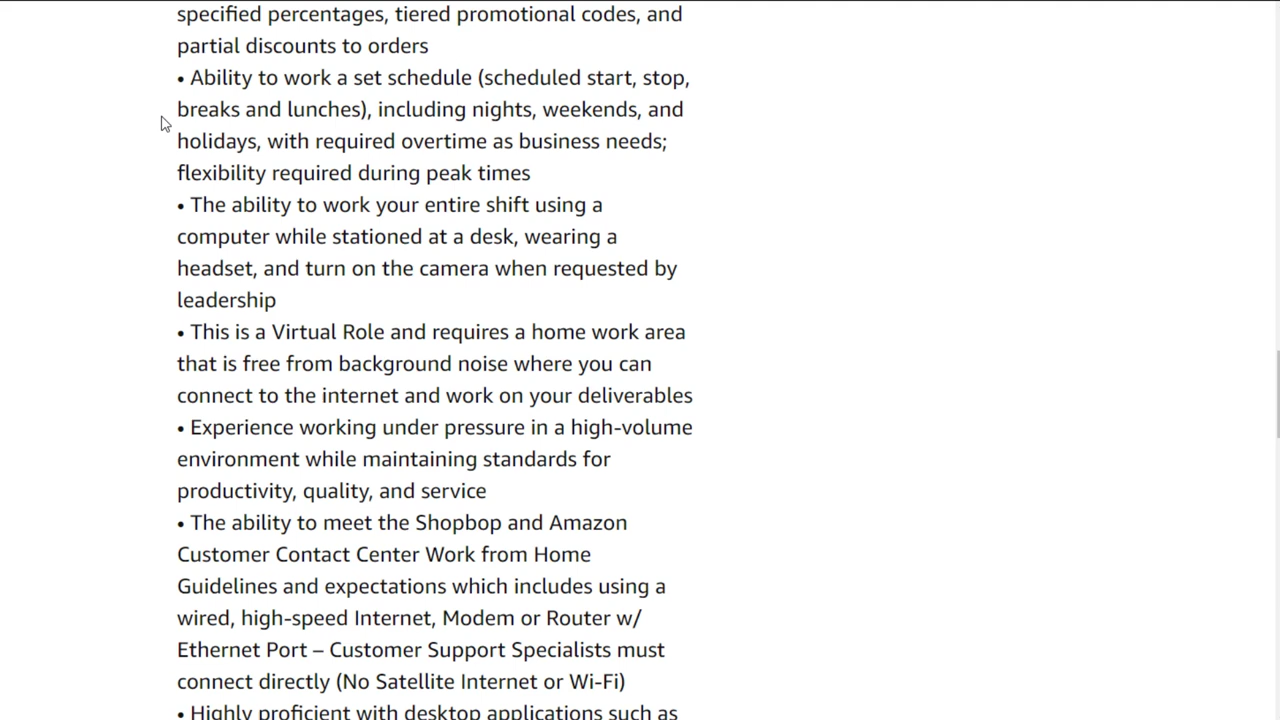 specified percentages, tiered promotional codes, and
partial discounts to orders
• Ability to work a set schedule (scheduled start, stop,
breaks and lunches), including nights, weekends, and
holidays, with required overtime as business needs;
flexibility required during peak times
• The ability to work your entire shift using a
computer while stationed at a desk, wearing a
headset, and turn on the camera when requested by
leadership
• This is a Virtual Role and requires a home work area
that is free from background noise where you can
connect to the internet and work on your deliverables
• Experience working under pressure in a high-volume
environment while maintaining standards for
productivity, quality, and service
• The ability to meet the Shopbop and Amazon
Customer Contact Center Work from Home
Guidelines and expectations which includes using a
wired, high-speed Internet, Modem or Router w/
Ethernet Port – Customer Support Specialists must
connect directly (No Satellite Internet or Wi-Fi)
• Highly proficient with desktop applications such as